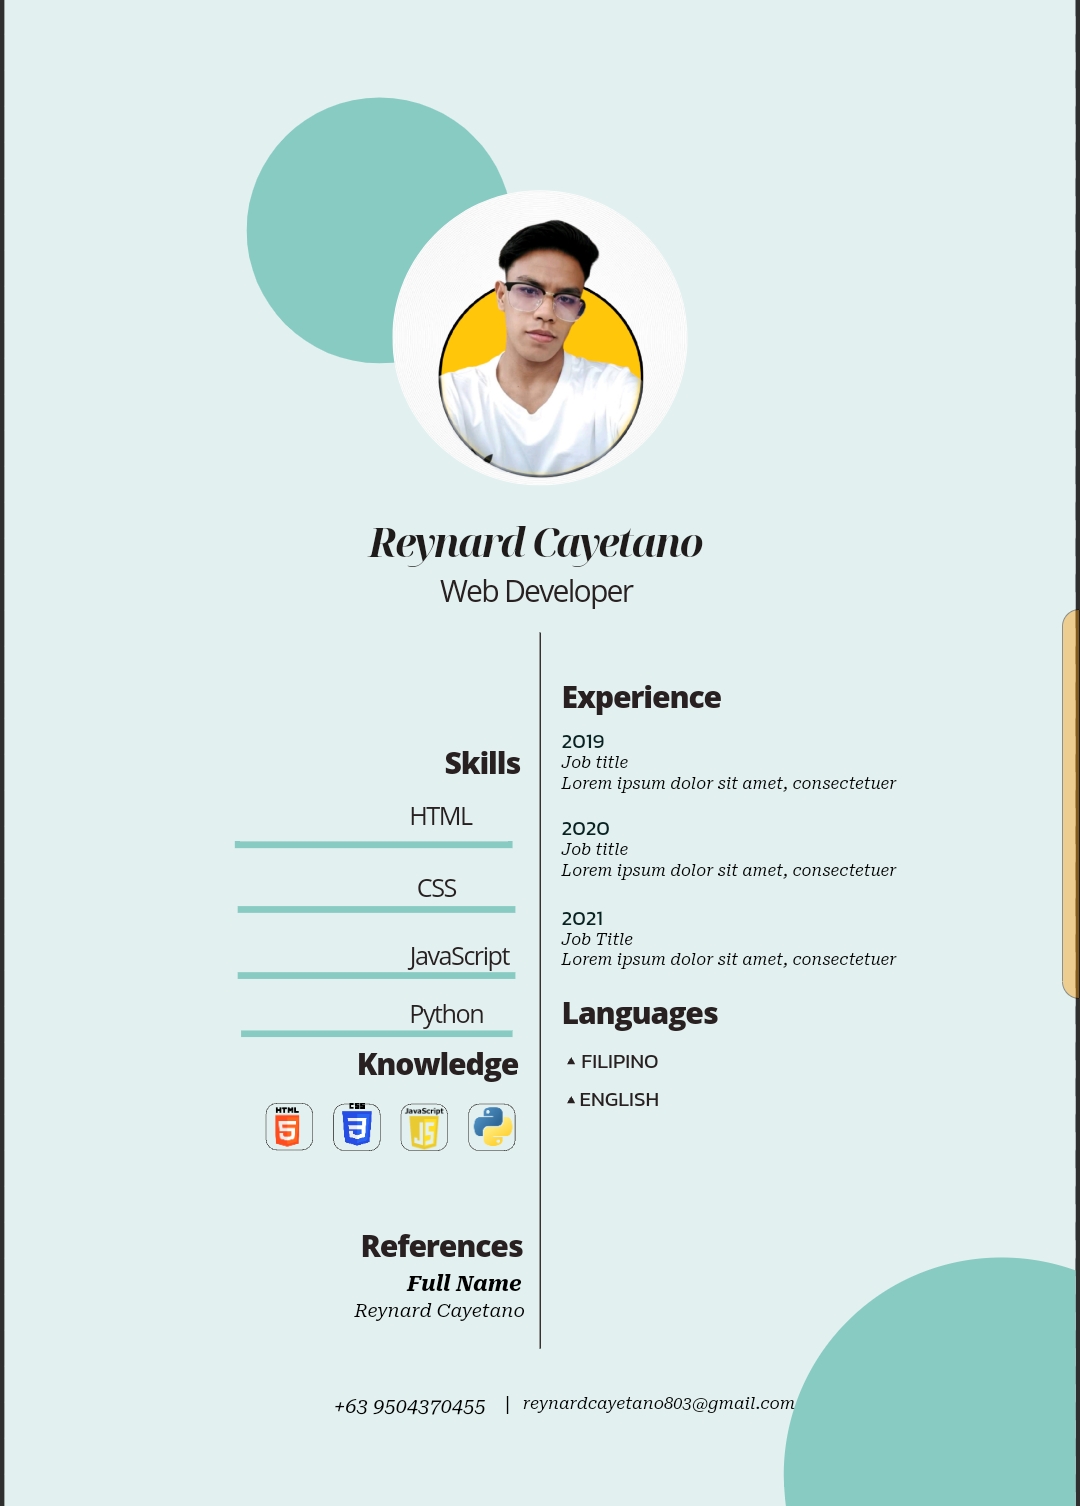 Reynard Cayetano
Web Developer
Skills
HTML
CSS
JavaScript
Python
Knowledge
HTML
5
CSS
3
JavaScript
JS
References
Full Name
Reynard Cayetano
Experience
2019
Job title
Lorem ipsum dolor sit amet, consectetuer
2020
Job title
Lorem ipsum dolor sit amet, consectetuer
2021
Job Title
Lorem ipsum dolor sit amet, consectetuer
Languages
FILIPINO
ENGLISH
+63 9504370455 | reynardcayetano803@gmail.com